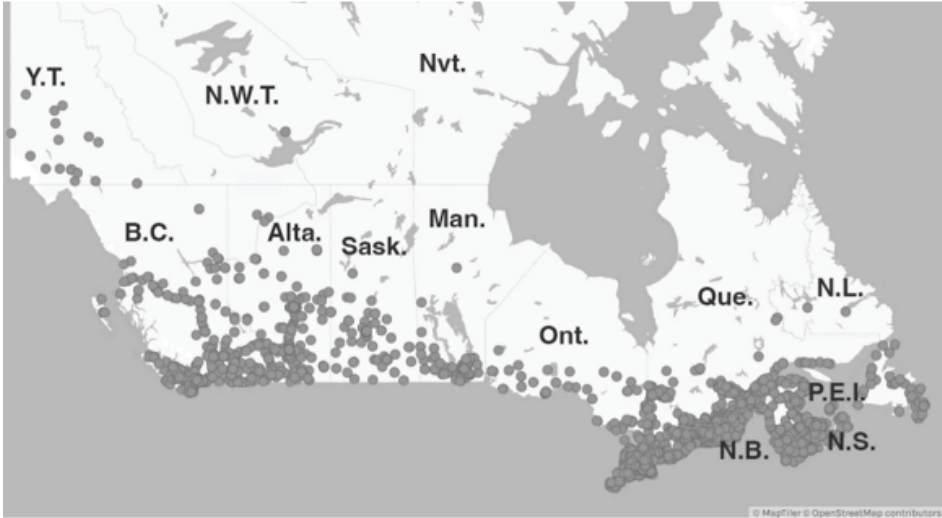 Y.T.
N.W.T.
Nvt.
B.C.
Alta.
Sask.
Man.
Ont.
Que.
N.L.
P.E.I.
N.B.
N.S.
© MapTiler © OpenStreetMap contributors